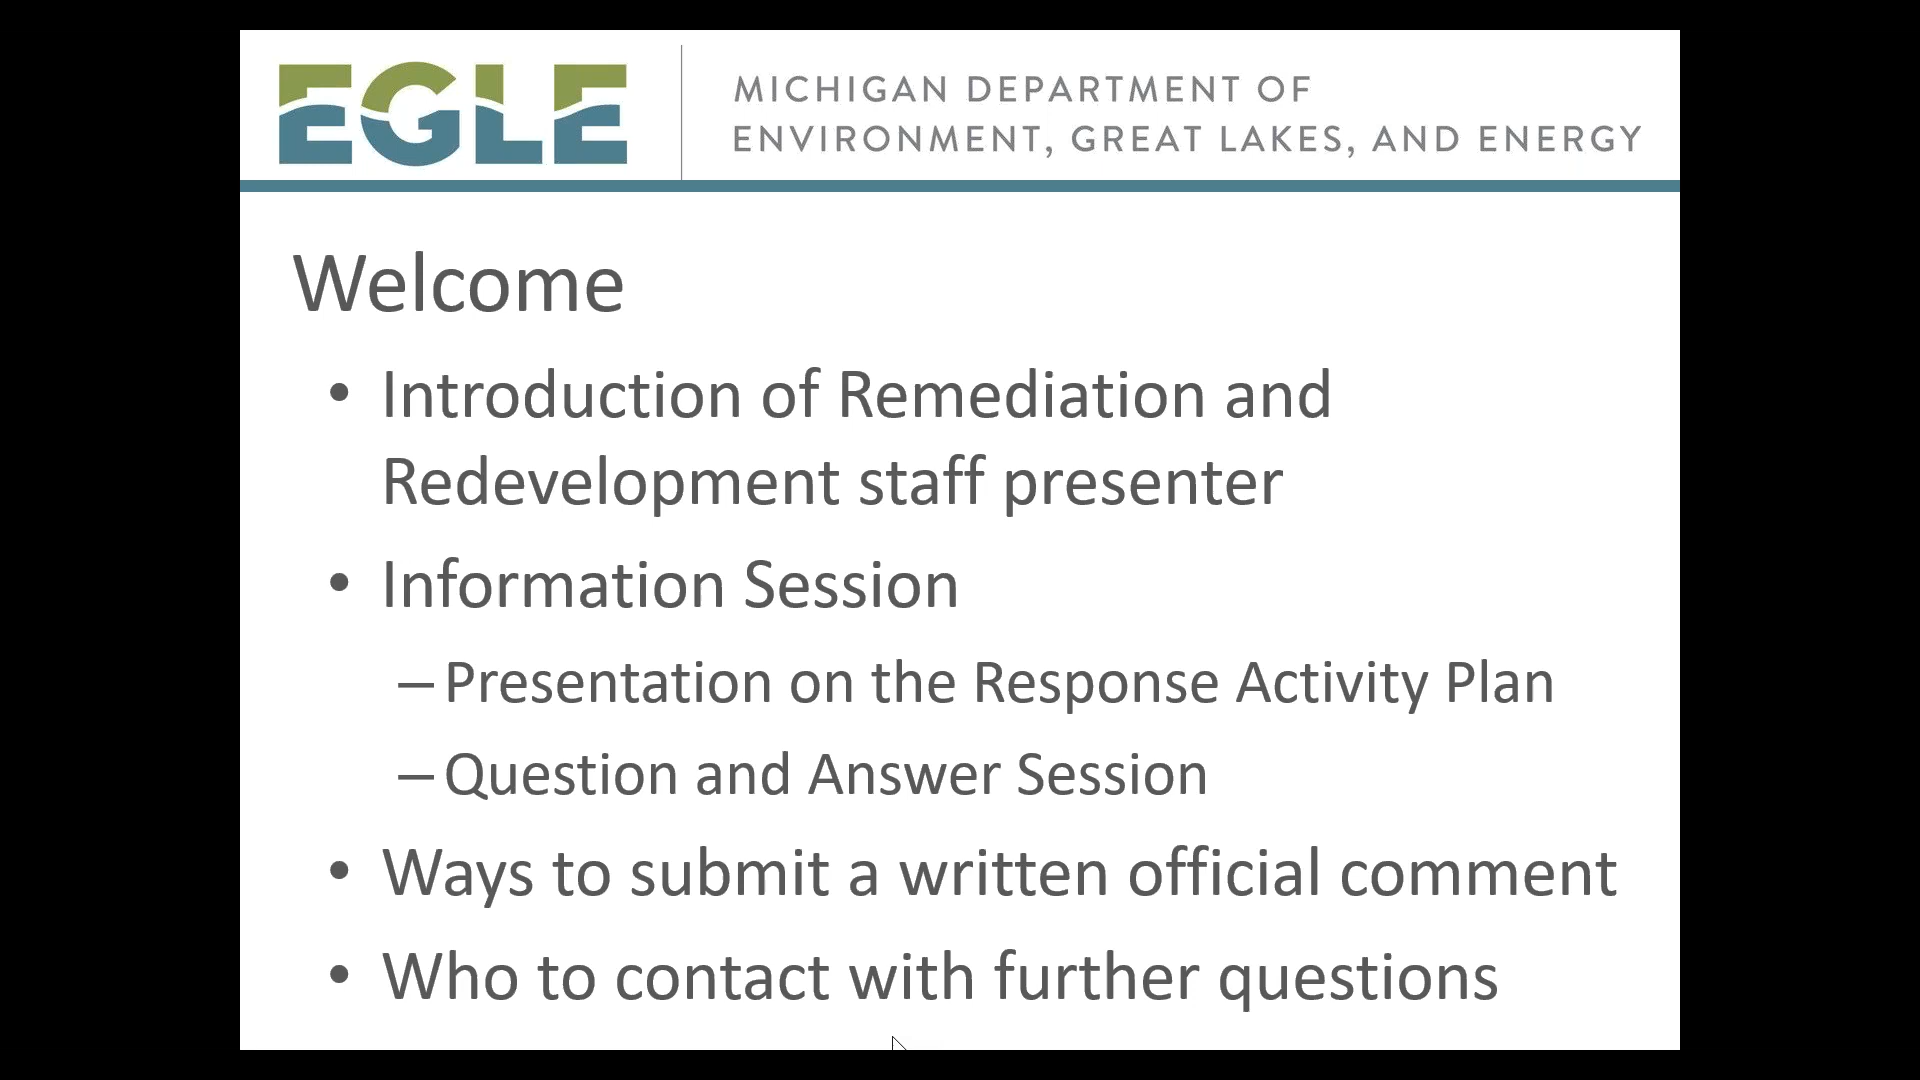 EGLE
MICHIGAN DEPARTMENT OF
ENVIRONMENT, GREAT LAKES, AND ENERGY
Welcome
• Introduction of Remediation and
Redevelopment staff presenter
• Information Session
– Presentation on the Response Activity Plan
– Question and Answer Session
• Ways to submit a written official comment
• Who to contact with further questions